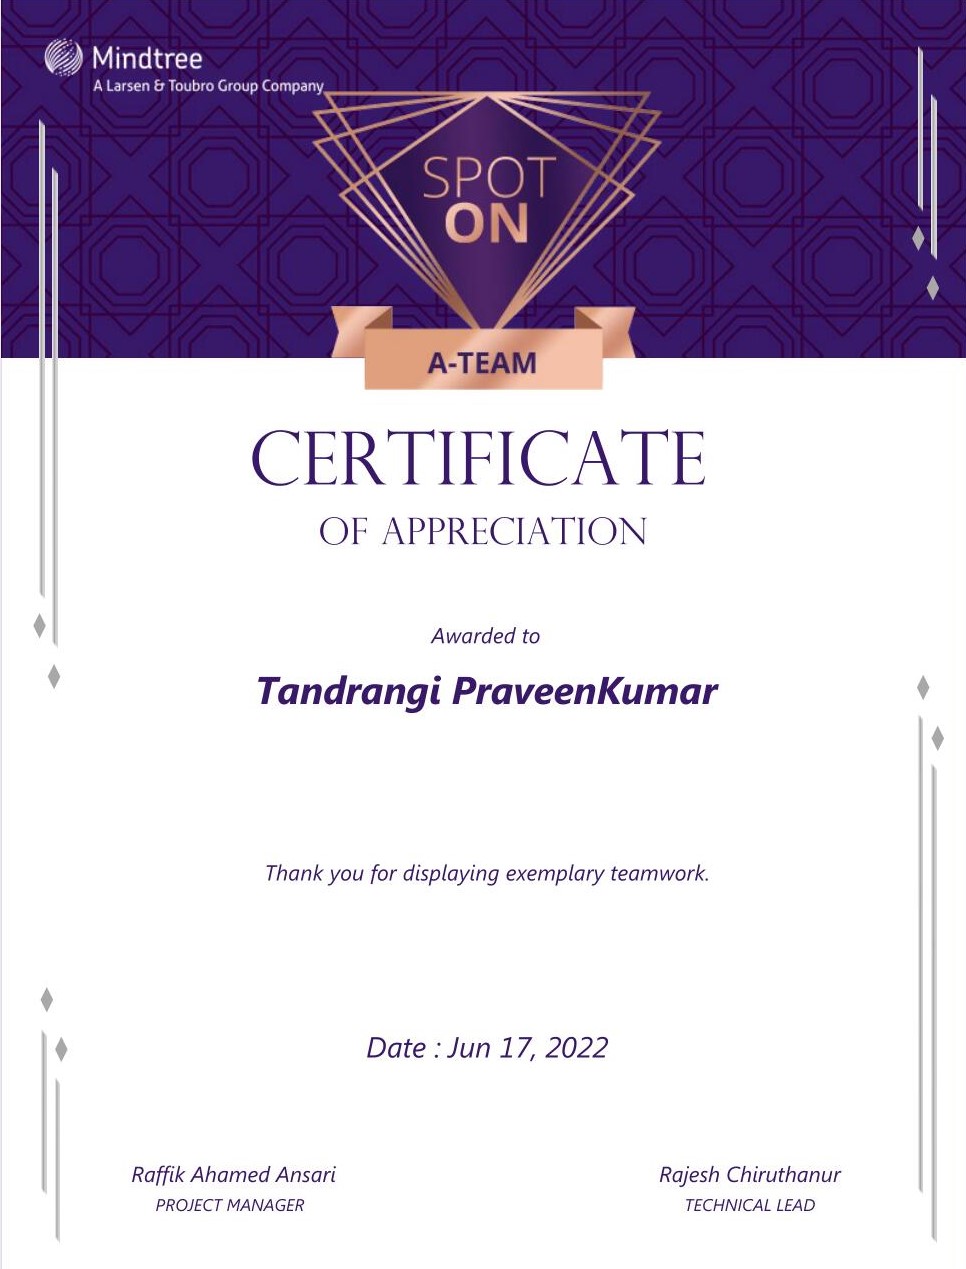 Mindtree
A Larsen & Toubro Group Company
SPOT
ON
A-TEAM
CERTIFICATE
OF APPRECIATION
Awarded to
Tandrangi PraveenKumar
Thank you for displaying exemplary teamwork.
Date : Jun 17, 2022
Raffik Ahamed Ansari
PROJECT MANAGER
Rajesh Chiruthanur
TECHNICAL LEAD